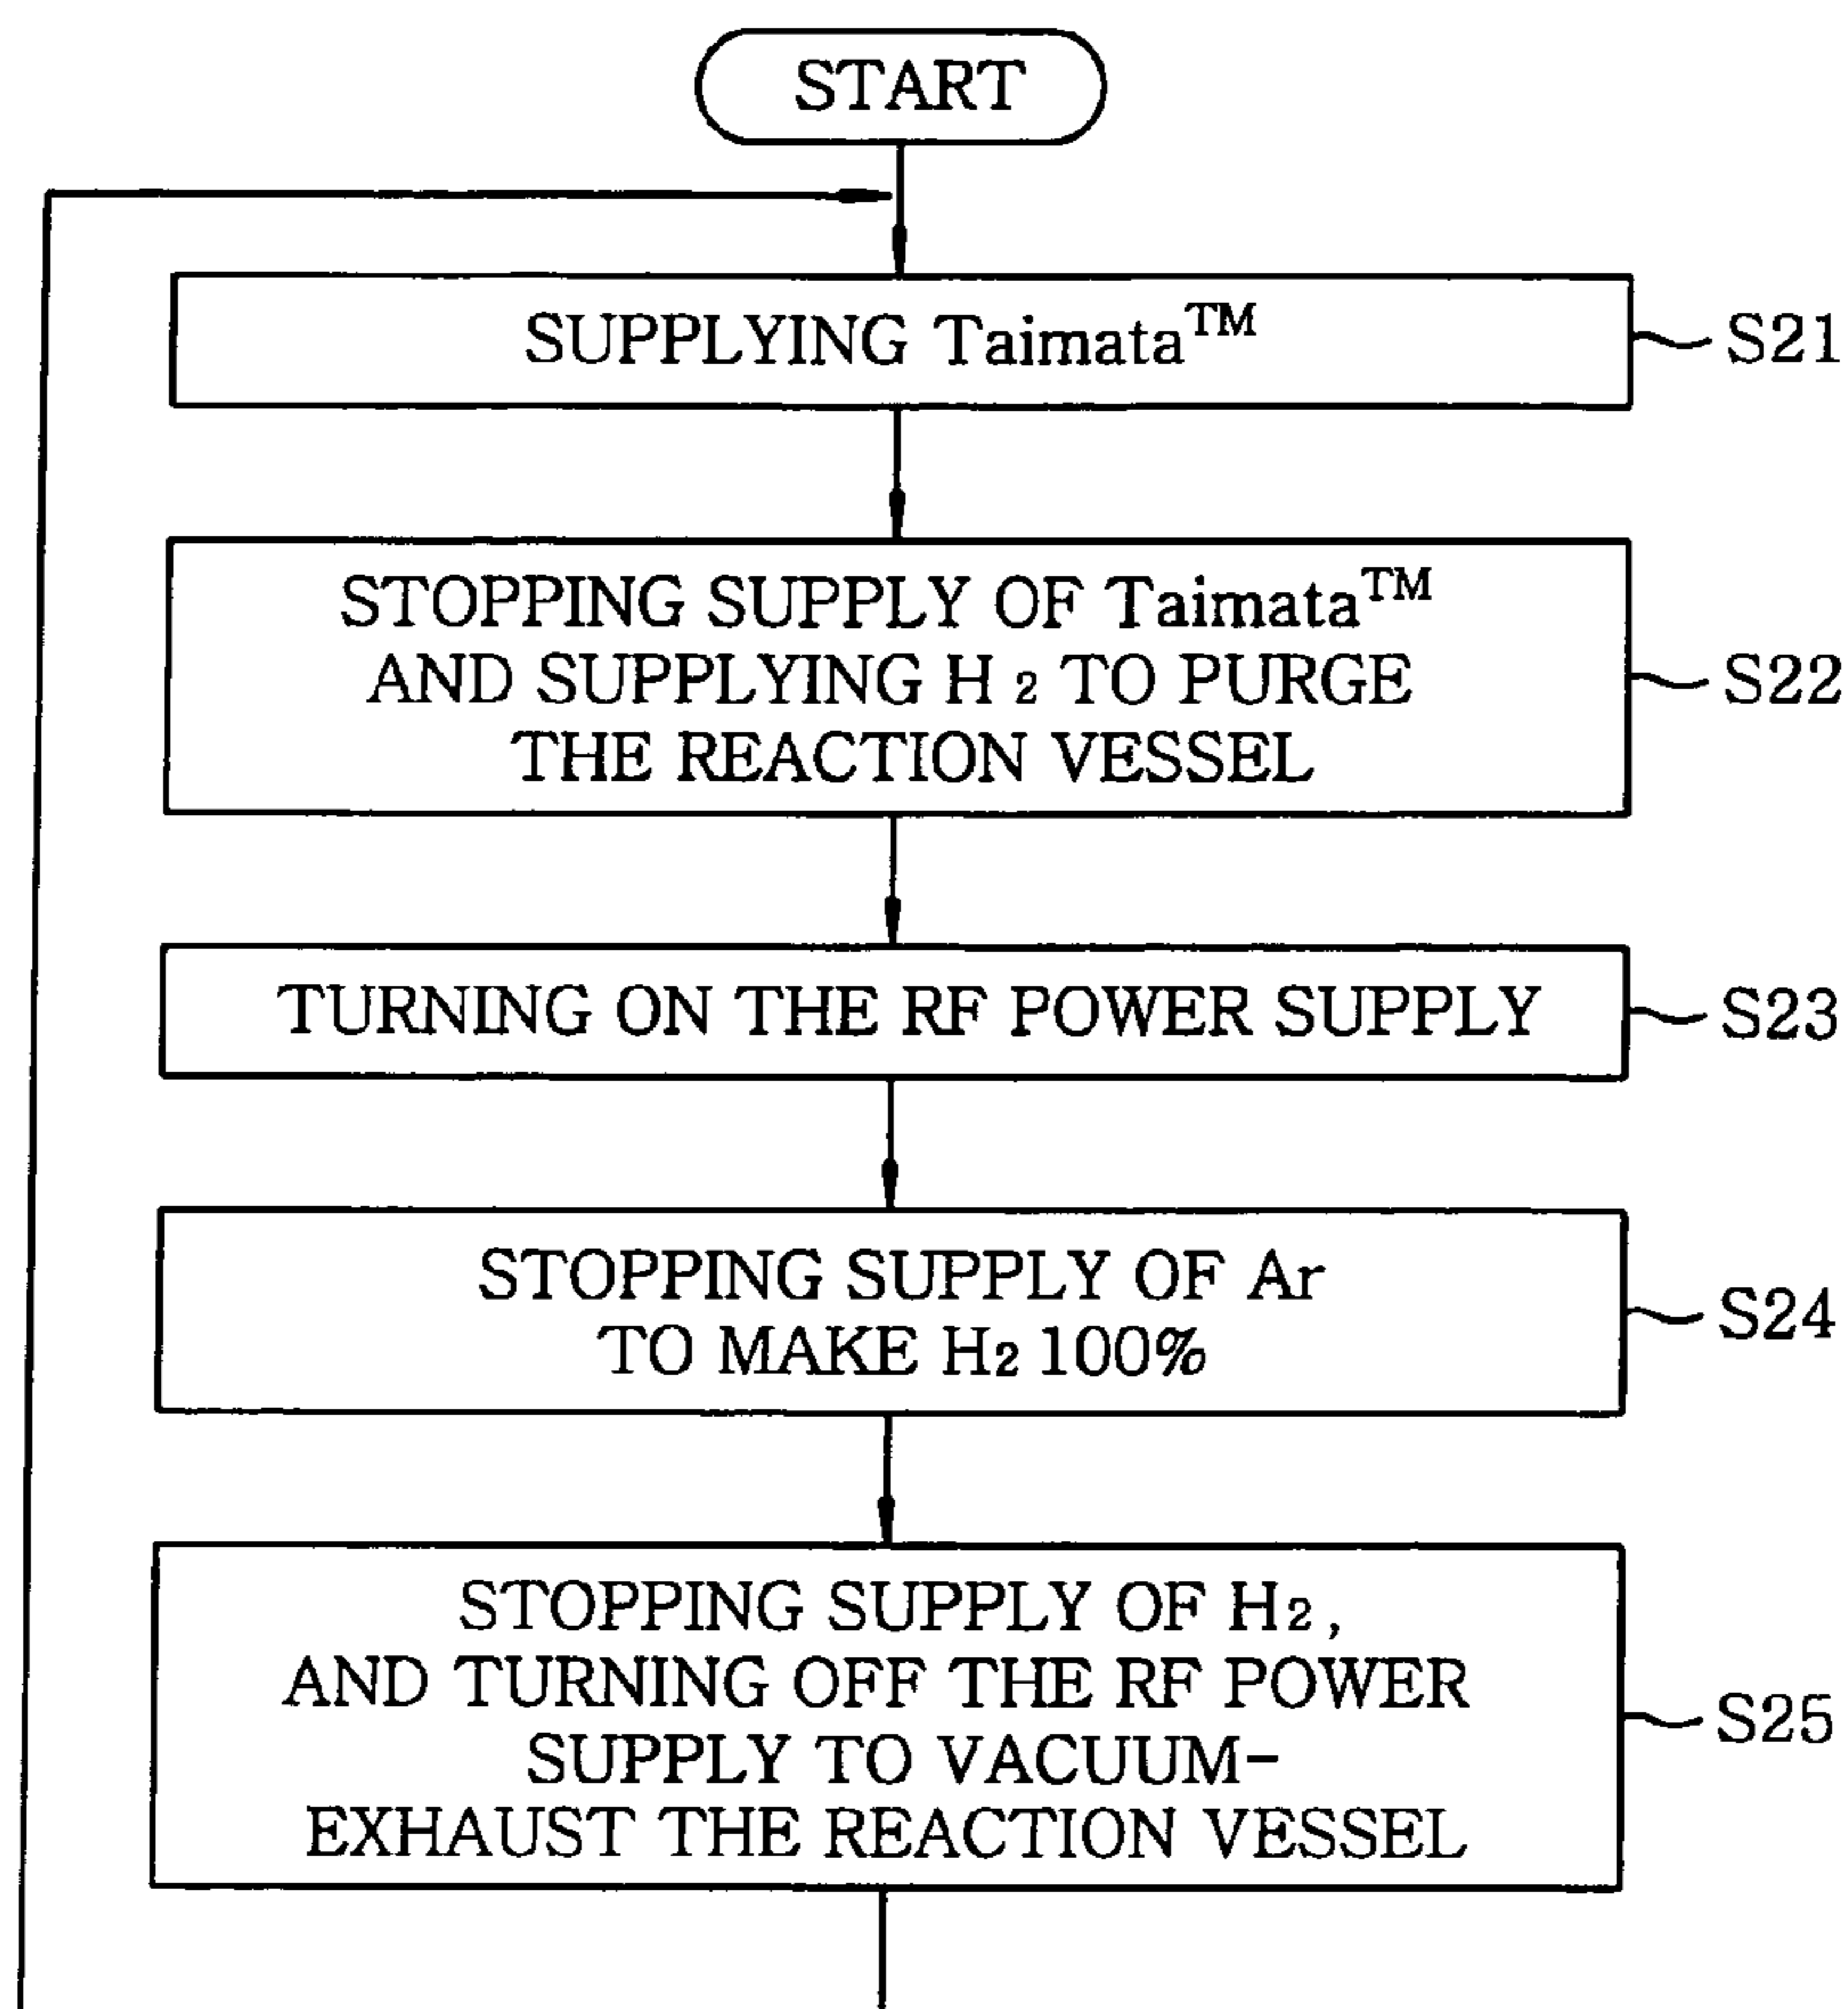 START
SUPPLYING Taimata™
S21
STOPPING SUPPLY OF Taimata™
AND SUPPLYING H₂ TO PURGE
THE REACTION VESSEL
S22
TURNING ON THE RF POWER SUPPLY
S23
STOPPING SUPPLY OF Ar
TO MAKE H₂ 100%
S24
STOPPING SUPPLY OF H₂,
AND TURNING OFF THE RF POWER
SUPPLY TO VACUUM-
EXHAUST THE REACTION VESSEL
S25